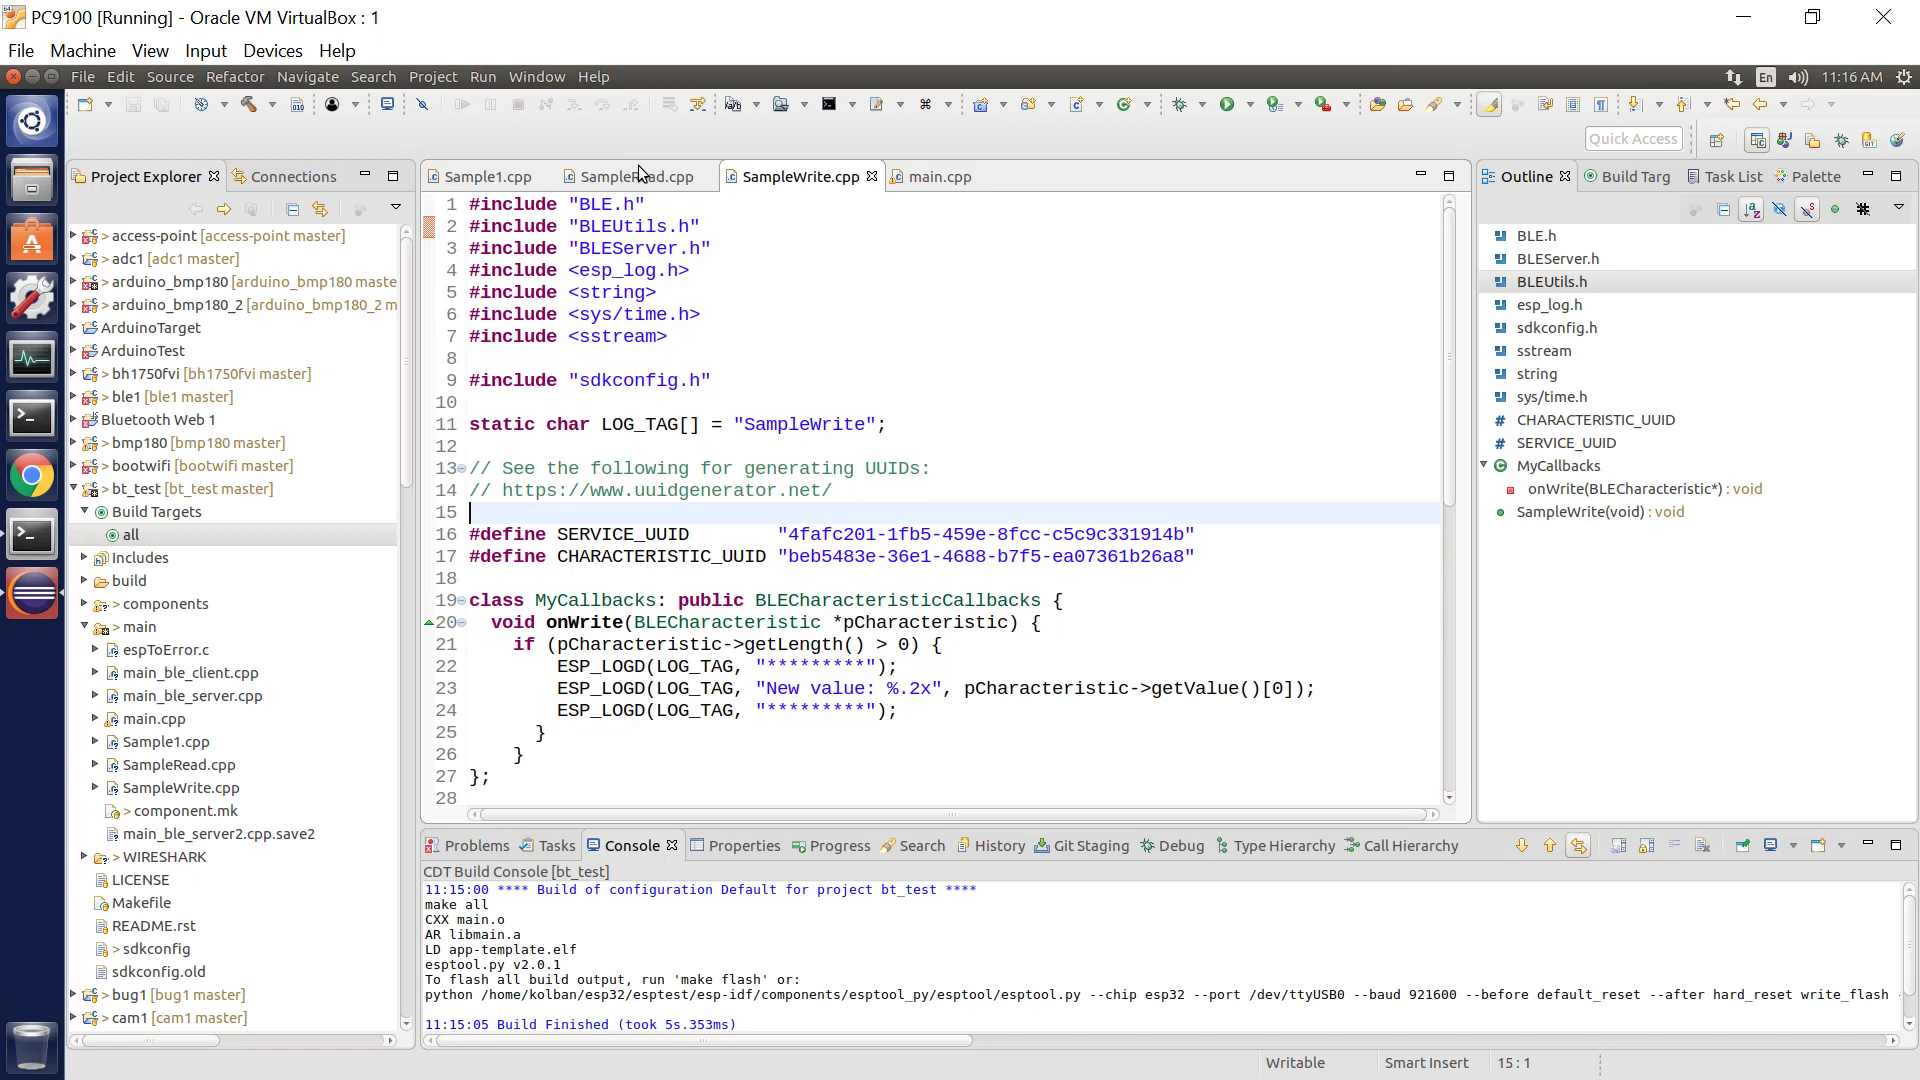 PC9100 [Running] - Oracle VM VirtualBox : 1
File Machine View Input Devices Help
File Edit Source Refactor Navigate Search Project Run Window Help
En 11:16 AM
Quick Access
Project Explorer Connections
> access-point [access-point master]
> adc1 [adc1 master]
> arduino_bmp180 [arduino_bmp180 maste
> arduino_bmp180_2 [arduino_bmp180_2 m
ArduinoTarget
ArduinoTest
> bh1750fvi [bh1750fvi master]
> ble1 [ble1 master]
Bluetooth Web 1
> bmp180 [bmp180 master]
> bootwifi [bootwifi master]
> bt_test [bt_test master]
Build Targets
all
Includes
build
> components
> main
espToError.c
main_ble_client.cpp
main_ble_server.cpp
main.cpp
Sample1.cpp
SampleRead.cpp
SampleWrite.cpp
> component.mk
main_ble_server2.cpp.save2
> WIRESHARK
LICENSE
Makefile
README.rst
> sdkconfig
sdkconfig.old
> bug1 [bug1 master]
> cam1 [cam1 master]
Sample1.cpp SampleRead.cpp SampleWrite.cpp main.cpp
1 #include "BLE.h"
2 #include "BLEUtils.h"
3 #include "BLEServer.h"
4 #include <esp_log.h>
5 #include <string>
6 #include <sys/time.h>
7 #include <sstream>
8
9 #include "sdkconfig.h"
10
11 static char LOG_TAG[] = "SampleWrite";
12
13 // See the following for generating UUIDs:
14 // https://www.uuidgenerator.net/
15
16 #define SERVICE_UUID        "4fafc201-1fb5-459e-8fcc-c5c9c331914b"
17 #define CHARACTERISTIC_UUID "beb5483e-36e1-4688-b7f5-ea07361b26a8"
18
19 class MyCallbacks: public BLECharacteristicCallbacks {
20   void onWrite(BLECharacteristic *pCharacteristic) {
21     if (pCharacteristic->getLength() > 0) {
22         ESP_LOGD(LOG_TAG, "*********");
23         ESP_LOGD(LOG_TAG, "New value: %.2x", pCharacteristic->getValue()[0]);
24         ESP_LOGD(LOG_TAG, "*********");
25       }
26     }
27 };
28
Outline Build Targ Task List Palette
BLE.h
BLEServer.h
BLEUtils.h
esp_log.h
sdkconfig.h
sstream
string
sys/time.h
# CHARACTERISTIC_UUID
# SERVICE_UUID
MyCallbacks
onWrite(BLECharacteristic*) : void
SampleWrite(void) : void
Problems Tasks Console Properties Progress Search History Git Staging Debug Type Hierarchy Call Hierarchy
CDT Build Console [bt_test]
11:15:00 **** Build of configuration Default for project bt_test ****
make all
CXX main.o
AR libmain.a
LD app-template.elf
esptool.py v2.0.1
To flash all build output, run 'make flash' or:
python /home/kolban/esp32/esptest/esp-idf/components/esptool_py/esptool/esptool.py --chip esp32 --port /dev/ttyUSB0 --baud 921600 --before default_reset --after hard_reset write_flash
11:15:05 Build Finished (took 5s.353ms)
Writable Smart Insert 15 : 1